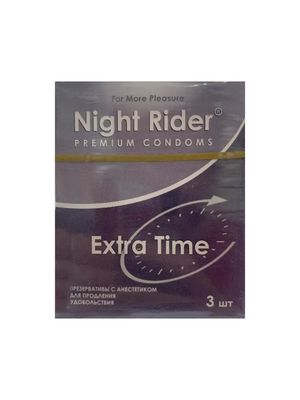 For More Pleasure
Night Rider®
PREMIUM CONDOMS
Extra Time
ПРЕЗЕРВАТИВЫ С АНЕСТЕТИКОМ
ДЛЯ ПРОДЛЕНИЯ
УДОВОЛЬСТВИЯ
3 шт